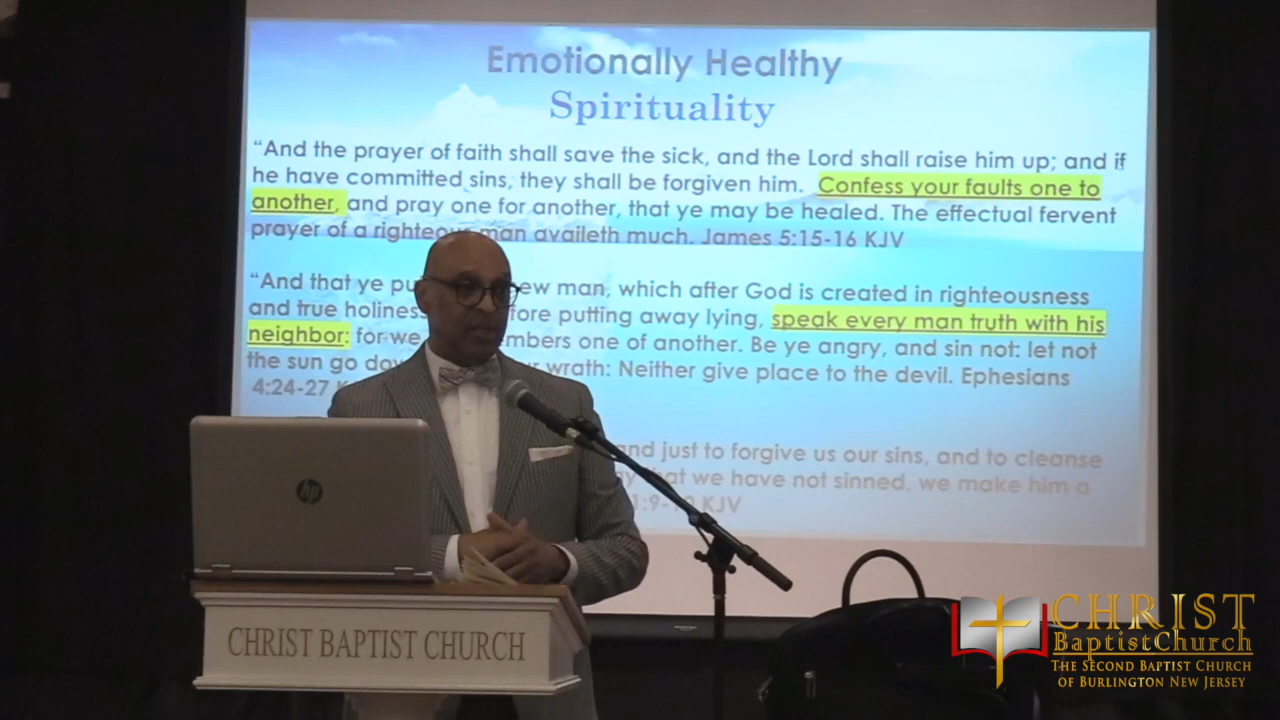 Emotionally Healthy
Spirituality
“And the prayer of faith shall save the sick, and the Lord shall raise him up; and if
he have committed sins, they shall be forgiven him. Confess your faults one to
another, and pray one for another, that ye may be healed. The effectual fervent
prayer of a righteous man availeth much. James 5:15-16 KJV
“And that ye pu ew man, which after God is created in righteousness
and true holiness fore putting away lying, speak every man truth with his
neighbor: for we mbers one of another. Be ye angry, and sin not: let not
the sun go dow wrath: Neither give place to the devil. Ephesians
4:24-27 K
nd just to forgive us our sins, and to cleanse
at we have not sinned, we make him a
1:9-10 KJV
hp
CHRIST BAPTIST CHURCH
CHRIST
Baptist Church
THE SECOND BAPTIST CHURCH
OF BURLINGTON NEW JERSEY